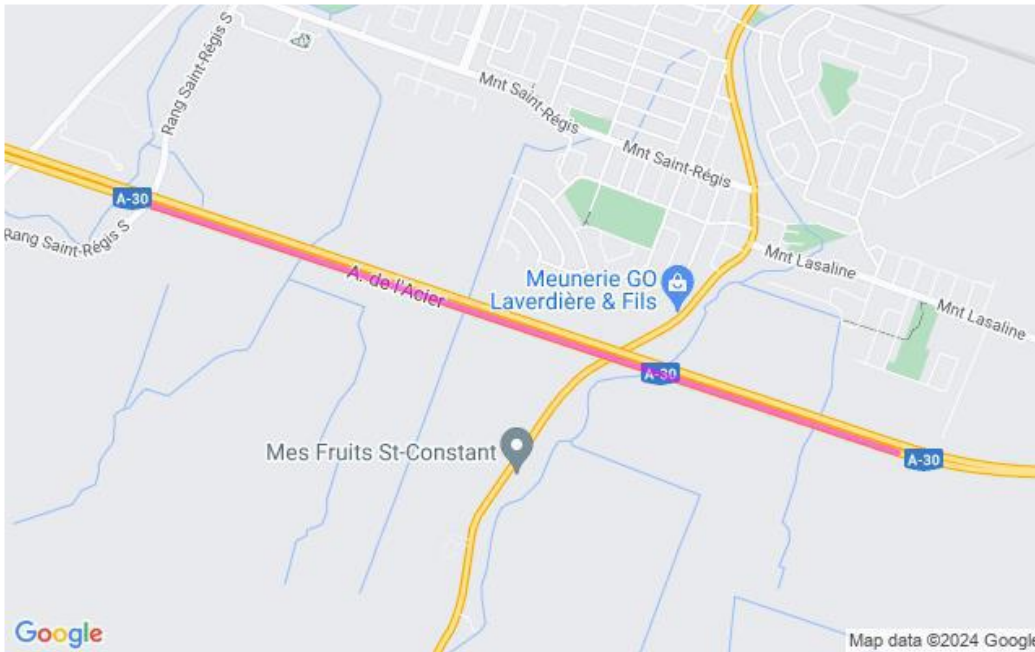 Rang Saint-Régis S
Mnt Saint-Régis
Mnt Saint-Régis
A-30
Rang Saint-Régis S
A. de l'Acier
Meunerie GO
Laverdière & Fils
Mnt Lasaline
Mnt Lasaline
A-30
Mes Fruits St-Constant
A-30
Google
Map data ©2024 Google